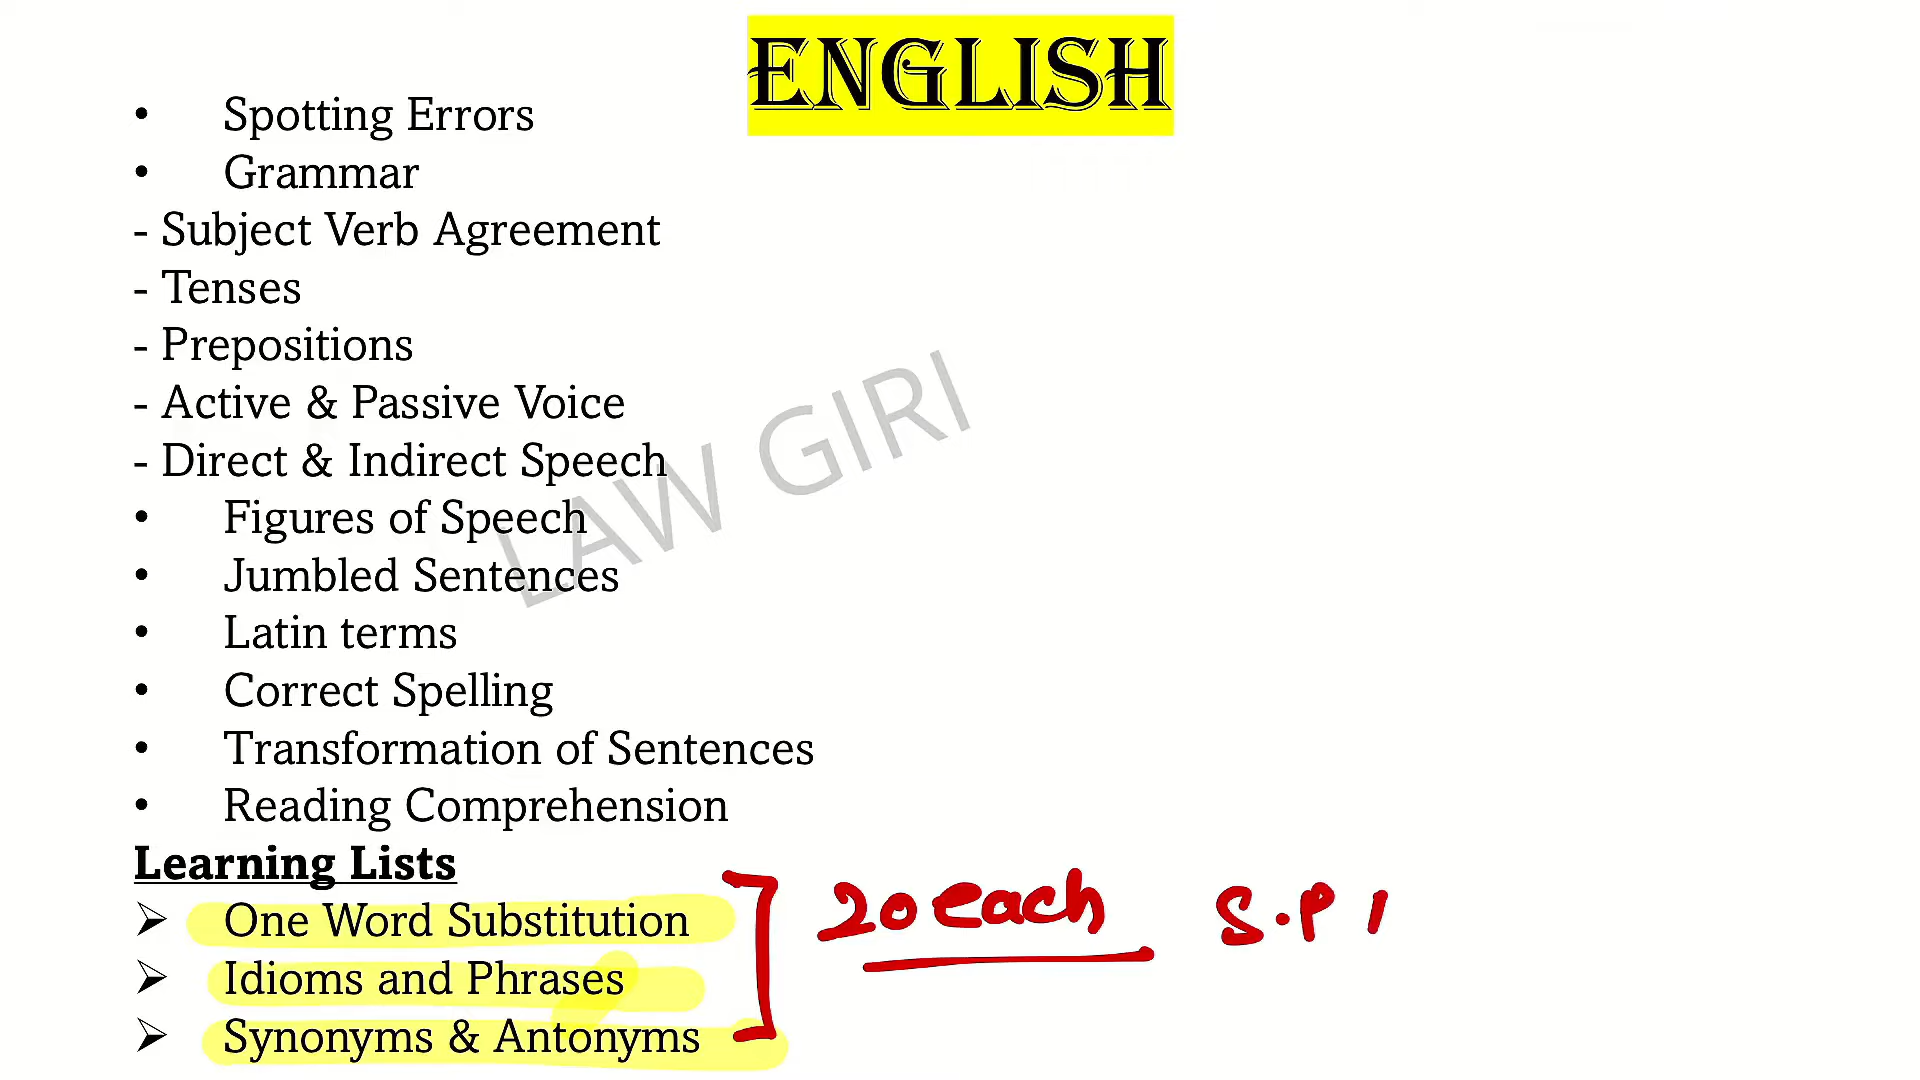 ENGLISH
• Spotting Errors
• Grammar
- Subject Verb Agreement
- Tenses
- Prepositions
- Active & Passive Voice
- Direct & Indirect Speech
LAW GIRI
• Figures of Speech
• Jumbled Sentences
• Latin terms
• Correct Spelling
• Transformation of Sentences
• Reading Comprehension
Learning Lists
➢ One Word Substitution
20 each S.P
➢ Idioms and Phrases
➢ Synonyms & Antonyms